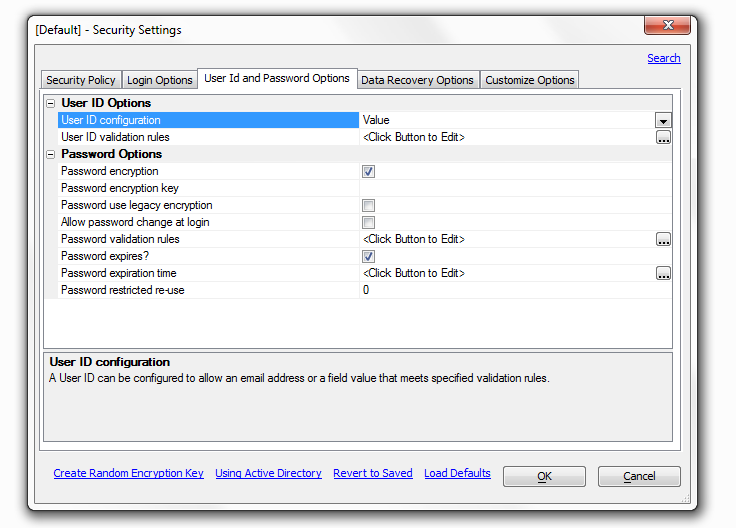 [Default] - Security Settings
Search
Security Policy Login Options User Id and Password Options Data Recovery Options Customize Options
User ID Options
User ID configuration Value
User ID validation rules <Click Button to Edit> ...
Password Options
Password encryption
Password encryption key
Password use legacy encryption
Allow password change at login
Password validation rules <Click Button to Edit> ...
Password expires?
Password expiration time <Click Button to Edit> ...
Password restricted re-use 0
User ID configuration
A User ID can be configured to allow an email address or a field value that meets specified validation rules.
Create Random Encryption Key Using Active Directory Revert to Saved Load Defaults OK Cancel